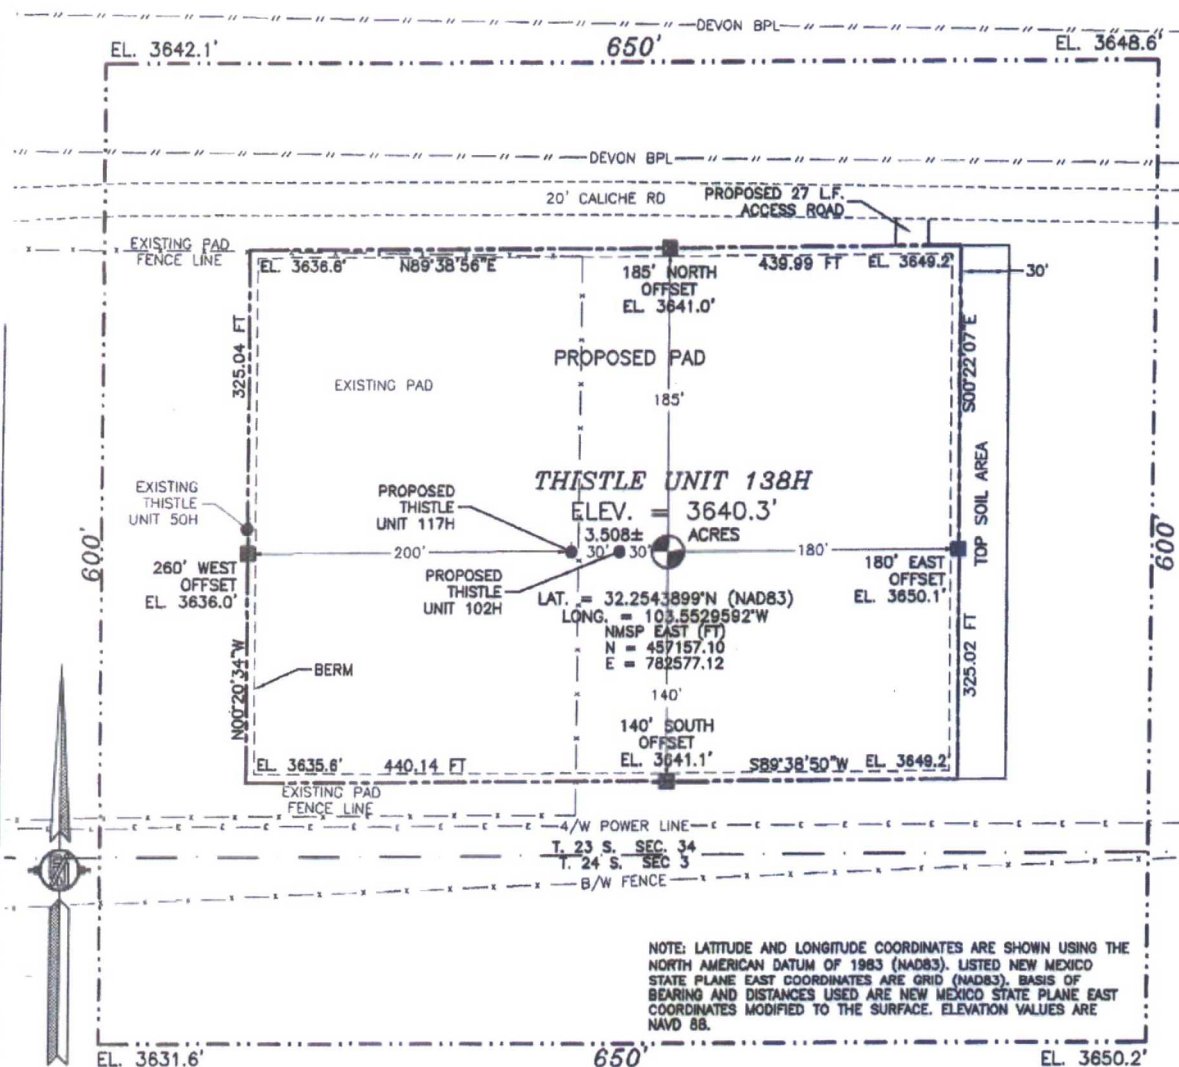 DEVON BPL
EL. 3642.1'
650'
EL. 3648.6'
DEVON BPL
20' CALICHE RD
PROPOSED 27 L.F.
ACCESS ROAD
EXISTING PAD
FENCE LINE
EL. 3636.6'
N89°38'56"E
185' NORTH
OFFSET
EL. 3641.0'
439.99 FT
EL. 3649.2'
30'
325.04 FT
S00°22'07"E
PROPOSED PAD
EXISTING PAD
185'
THISTLE UNIT 138H
ELEV. = 3640.3'
3.508± ACRES
EXISTING
THISTLE
UNIT 50H
PROPOSED
THISTLE
UNIT 117H
TOP SOIL AREA
600'
200'
30'
30'
180'
600'
260' WEST
OFFSET
EL. 3636.0'
PROPOSED
THISTLE
UNIT 102H
180' EAST
OFFSET
EL. 3650.1'
LAT. = 32.2543899°N (NAD83)
LONG. = 103.5529592°W
NMSP EAST (FT)
N = 457157.10
E = 782577.12
N00°20'34"W
BERM
325.02 FT
140'
140' SOUTH
OFFSET
EL. 3641.1'
EL. 3635.6'
440.14 FT
S89°38'50"W
EL. 3649.2'
EXISTING PAD
FENCE LINE
4/W POWER LINE
T. 23 S. SEC. 34
T. 24 S. SEC 3
B/W FENCE
NOTE: LATITUDE AND LONGITUDE COORDINATES ARE SHOWN USING THE
NORTH AMERICAN DATUM OF 1983 (NAD83). LISTED NEW MEXICO
STATE PLANE EAST COORDINATES ARE GRID (NAD83). BASIS OF
BEARING AND DISTANCES USED ARE NEW MEXICO STATE PLANE EAST
COORDINATES MODIFIED TO THE SURFACE. ELEVATION VALUES ARE
NAVD 88.
EL. 3631.6'
650'
EL. 3650.2'